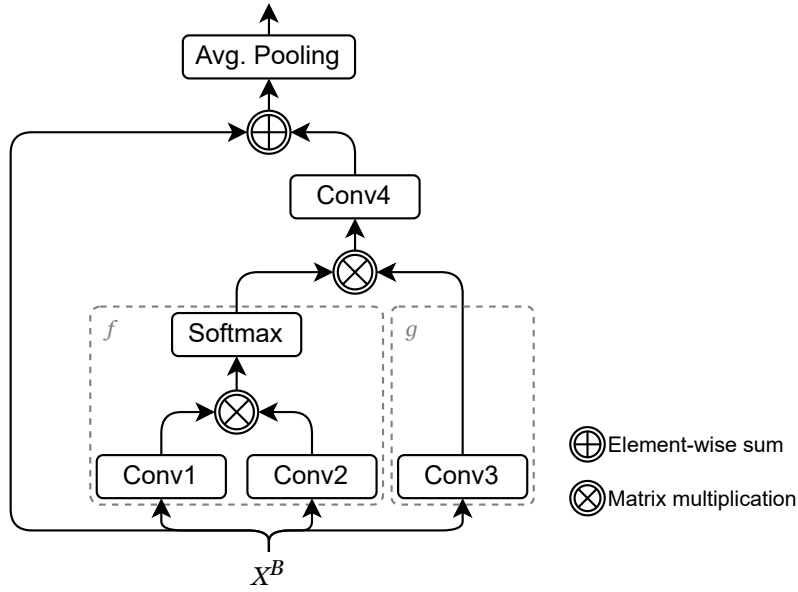 Avg. Pooling
Conv4
f
Softmax
g
Conv1
Conv2
Conv3
Element-wise sum
Matrix multiplication
X^B